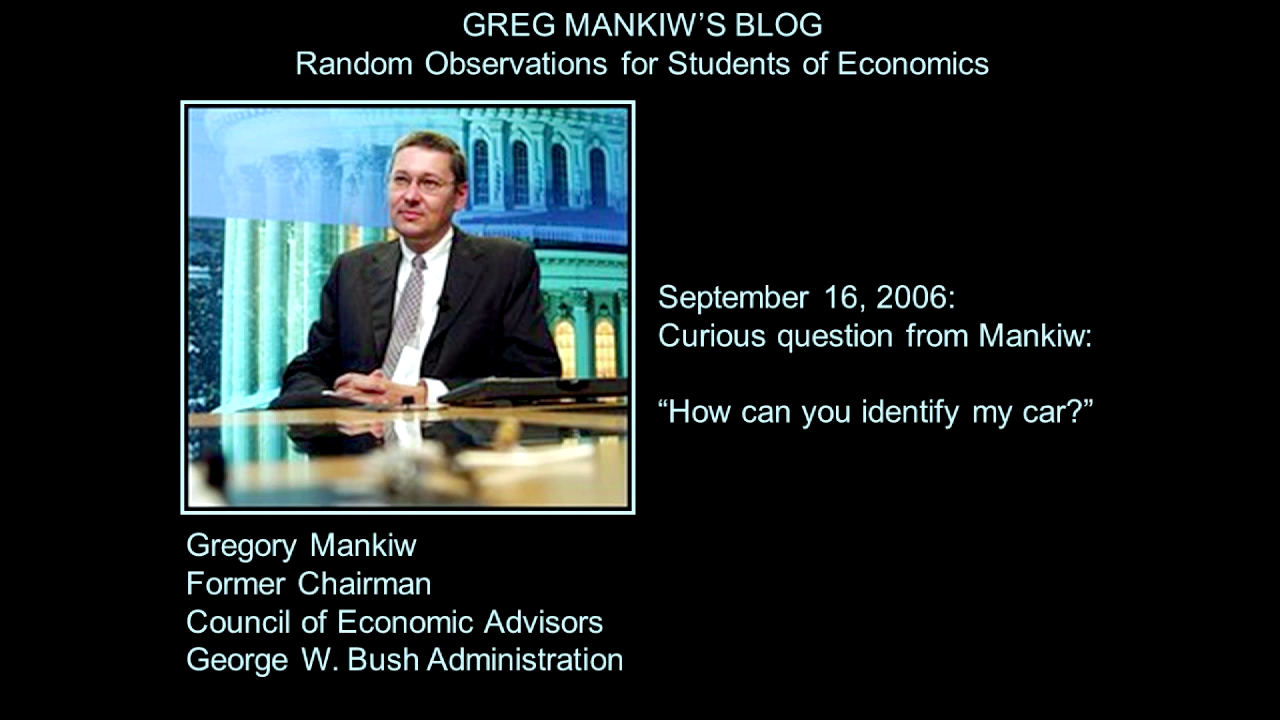 GREG MANKIW’S BLOG
Random Observations for Students of Economics
September 16, 2006:
Curious question from Mankiw:
“How can you identify my car?”
Gregory Mankiw
Former Chairman
Council of Economic Advisors
George W. Bush Administration